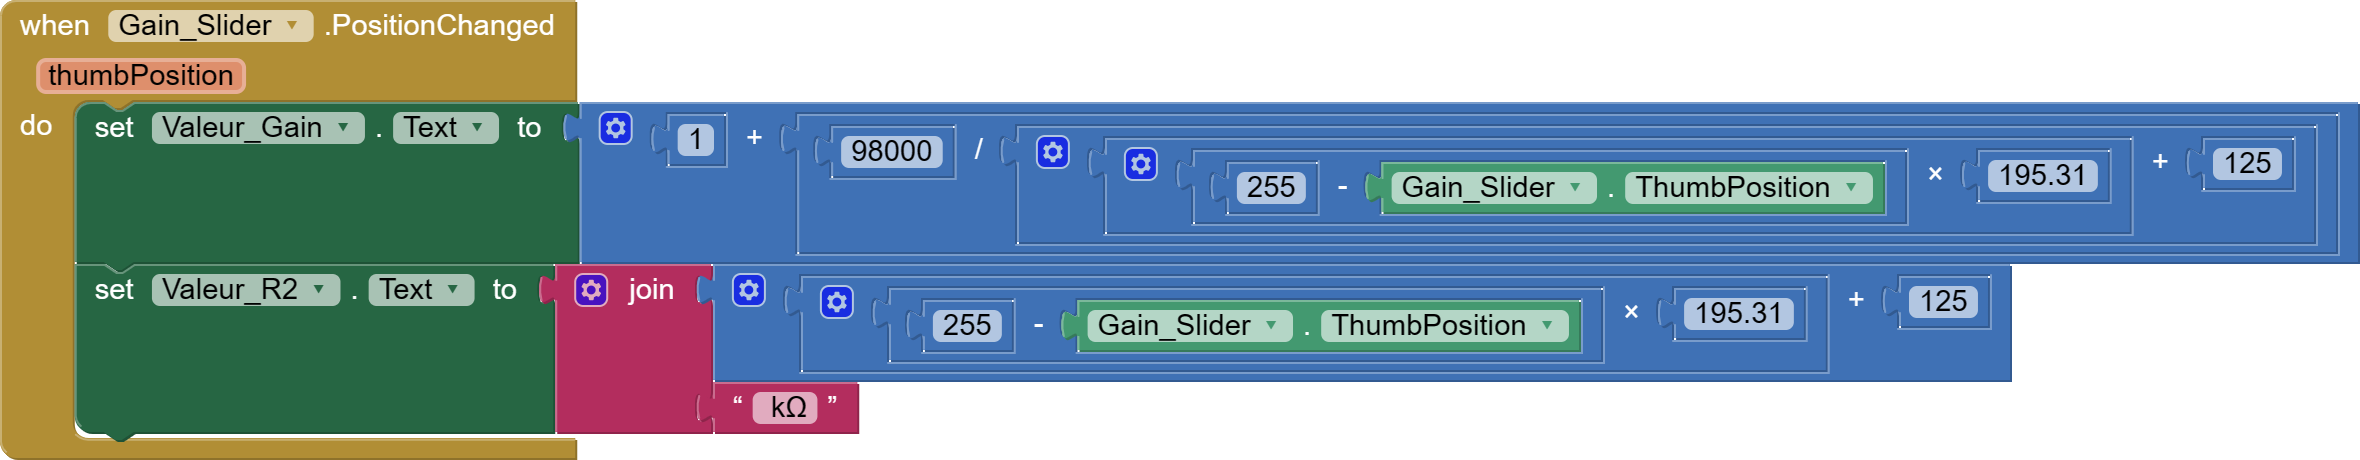 when Gain_Slider .PositionChanged
thumbPosition
do set Valeur_Gain . Text to 1 + 98000 / 255 - Gain_Slider . ThumbPosition × 195.31 + 125
set Valeur_R2 . Text to join 255 - Gain_Slider . ThumbPosition × 195.31 + 125
“ kΩ ”